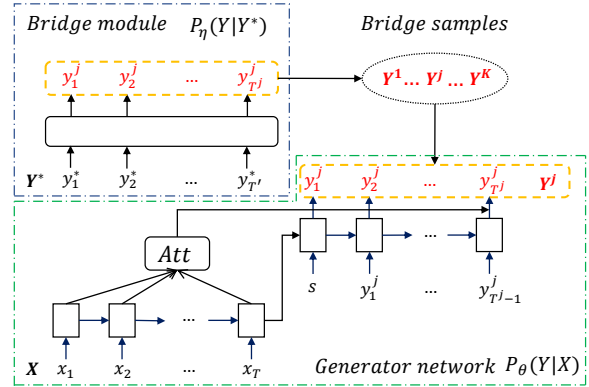 Bridge module P_η(Y|Y*)
Bridge samples
y_1^j y_2^j ... y_{T^j}^j
Y^1 ... Y^j ... Y^K
Y* y_1^* y_2^* ... y_{T'}^*
y_1^j y_2^j ... y_{T^j}^j Y^j
Att
...
...
s y_1^j ... y_{T^j-1}^j
X x_1 x_2 ... x_T
Generator network P_θ(Y|X)